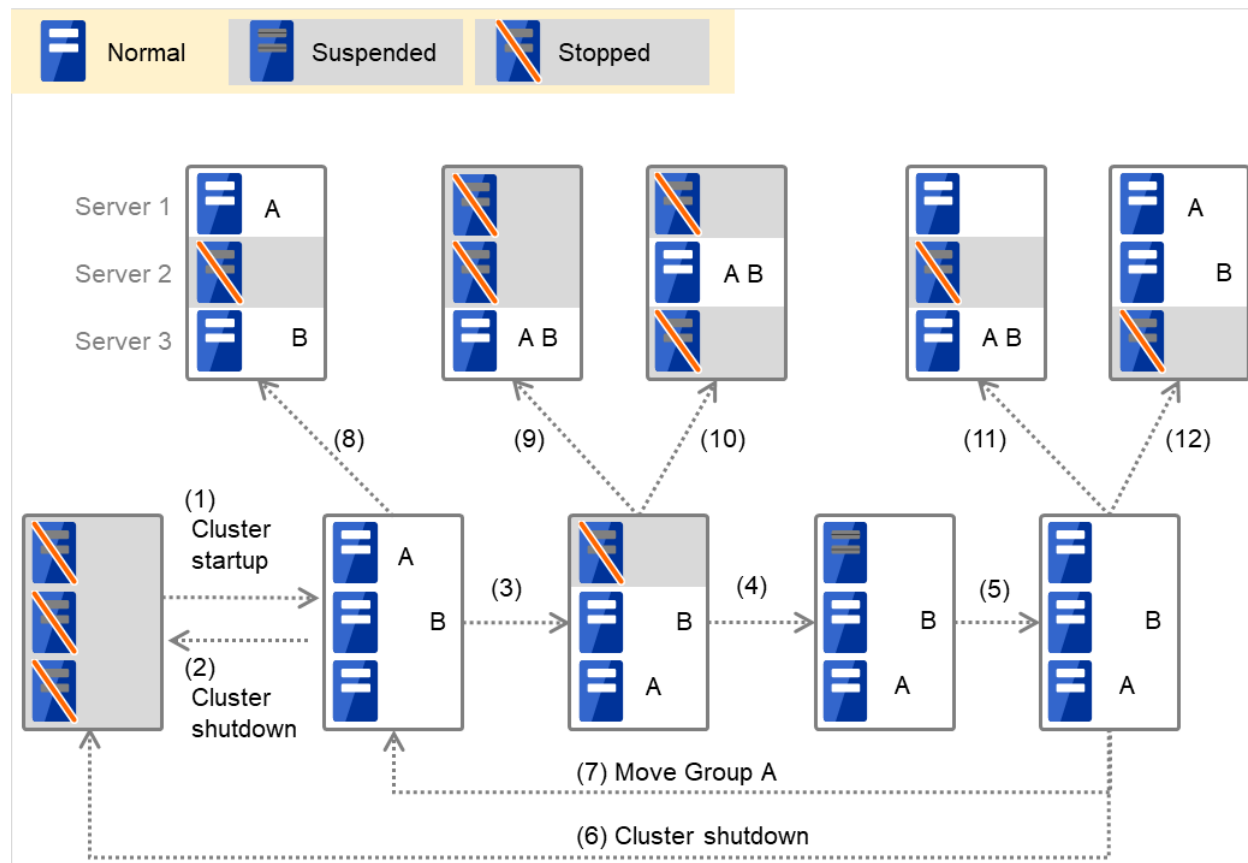 Normal
Suspended
Stopped
Server 1
Server 2
Server 3
A
B
A B
A B
A B
A
B
(8)
(9)
(10)
(11)
(12)
(1)
Cluster
startup
(2)
Cluster
shutdown
A
B
(3)
B
A
(4)
B
A
(5)
B
A
(7) Move Group A
(6) Cluster shutdown